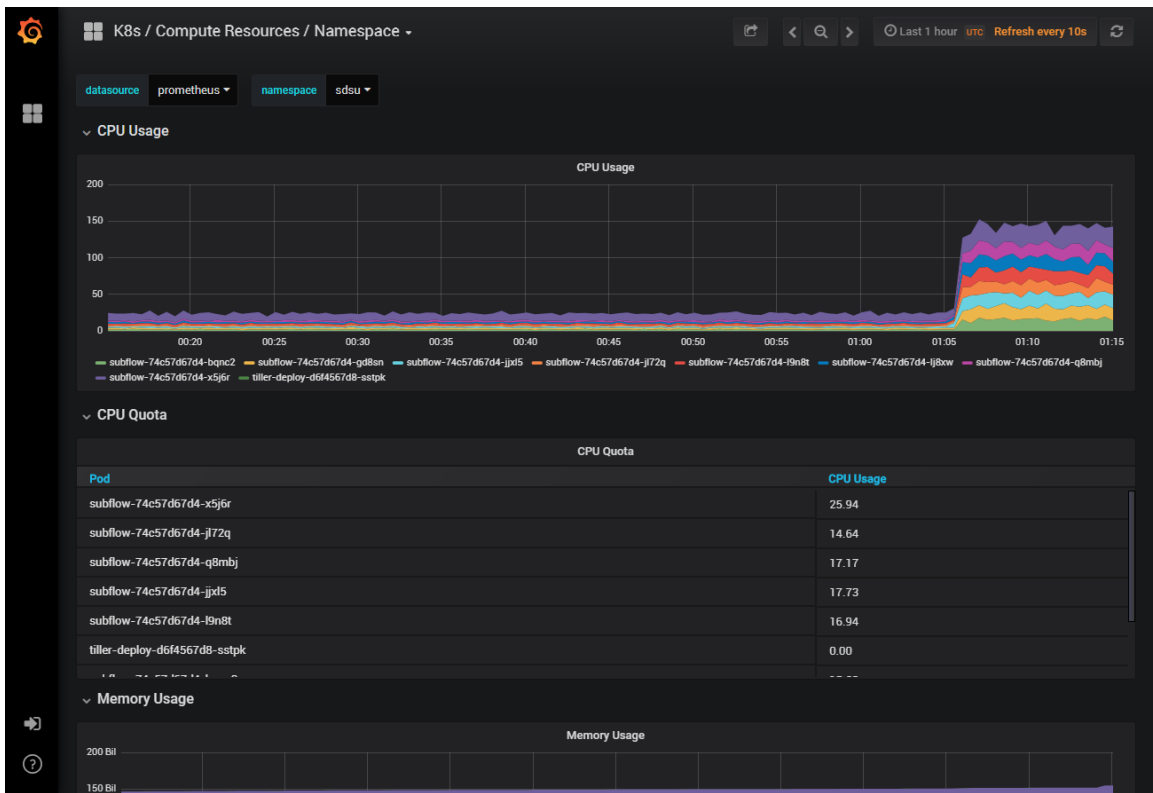 K8s / Compute Resources / Namespace
Last 1 hour UTC Refresh every 10s
datasource prometheus namespace sdsu
CPU Usage
CPU Usage
200
150
100
50
0
00:20 00:25 00:30 00:35 00:40 00:45 00:50 00:55 01:00 01:05 01:10 01:15
subflow-74c57d67d4-bqnc2 subflow-74c57d67d4-gd8sn subflow-74c57d67d4-jjxl5 subflow-74c57d67d4-jl72q subflow-74c57d67d4-l9n8t subflow-74c57d67d4-lj8xw subflow-74c57d67d4-q8mbj
subflow-74c57d67d4-x5j6r tiller-deploy-d6f4567d8-sstpk
CPU Quota
CPU Quota
Pod CPU Usage
subflow-74c57d67d4-x5j6r 25.94
subflow-74c57d67d4-jl72q 14.64
subflow-74c57d67d4-q8mbj 17.17
subflow-74c57d67d4-jjxl5 17.73
subflow-74c57d67d4-l9n8t 16.94
tiller-deploy-d6f4567d8-sstpk 0.00
Memory Usage
Memory Usage
200 Bil
150 Bil